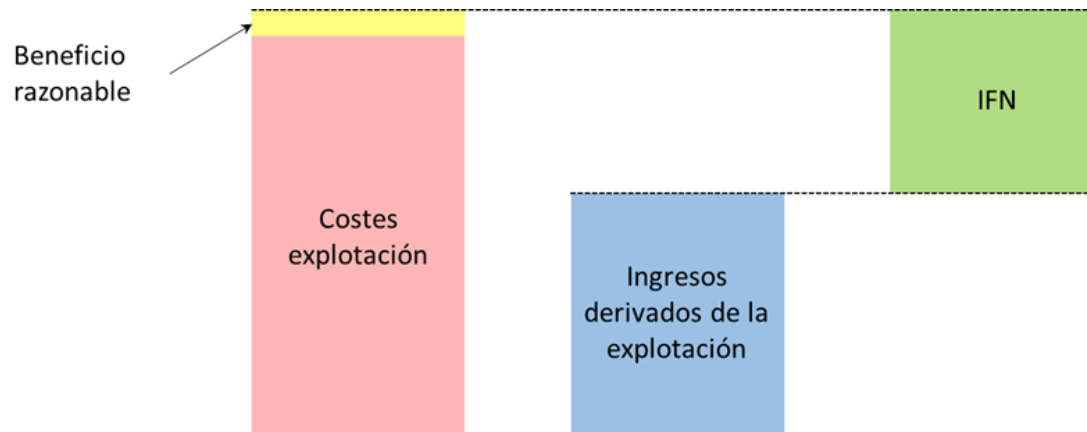 Beneficio
razonable
Costes
explotación
Ingresos
derivados de la
explotación
IFN